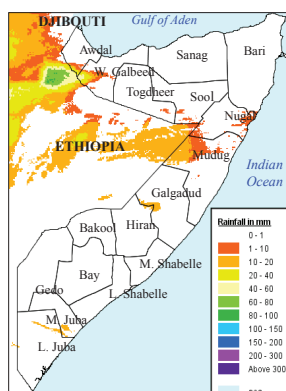 DJIBOUTI
Gulf of Aden
Awdal
Sanag
Bari
W. Galbeed
Togdheer
Sool
Nugal
ETHIOPIA
Mudug
Indian
Ocean
Galgadud
Bakool
Hiran
M. Shabelle
Bay
Gedo
L. Shabelle
M. Juba
L. Juba
Rainfall in mm
0 - 1
1 - 10
10 - 20
20 - 40
40 - 60
60 - 80
80 - 100
100 - 150
150 - 200
200 - 300
Above 300